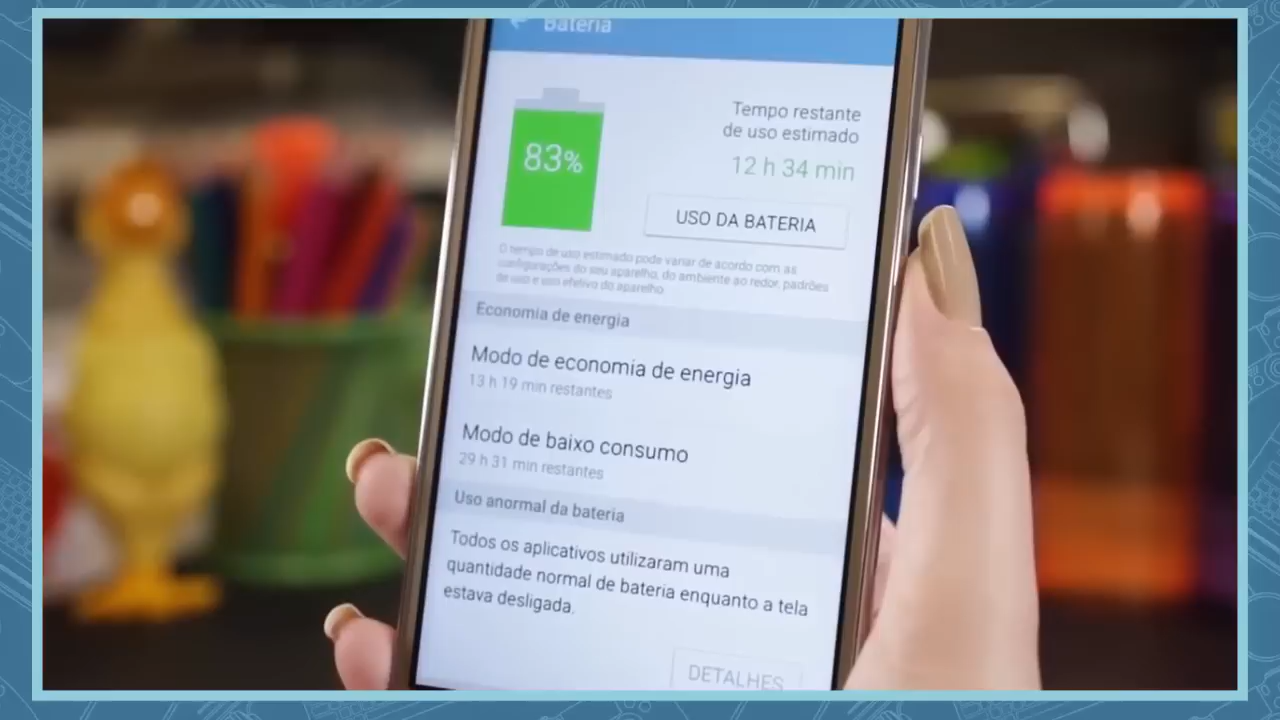 Bateria
83%
Tempo restante
de uso estimado
12 h 34 min
USO DA BATERIA
O tempo de uso estimado pode variar de acordo com as
configurações do seu aparelho, do ambiente ao redor, padrões
de uso e uso efetivo do aparelho.
Economia de energia
Modo de economia de energia
13 h 19 min restantes
Modo de baixo consumo
29 h 31 min restantes
Uso anormal da bateria
Todos os aplicativos utilizaram uma
quantidade normal de bateria enquanto a tela
estava desligada.
DETALHES